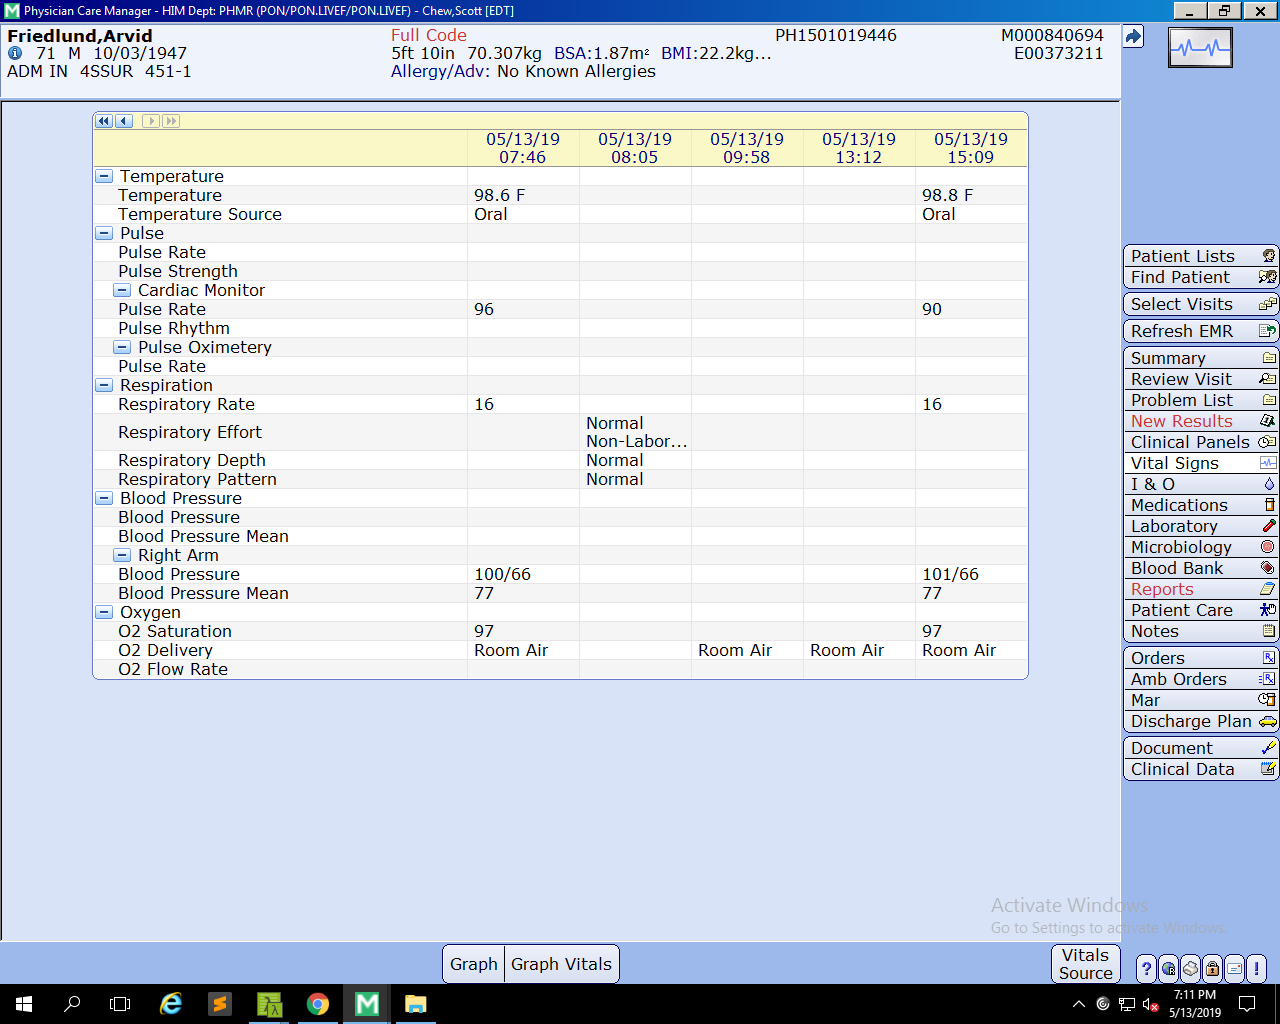 Physician Care Manager - HIM Dept: PHMR (PON/PON.LIVEF/PON.LIVEF) - Chew,Scott [EDT]
Friedlund,Arvid Full Code PH1501019446 M000840694
71 M 10/03/1947 5ft 10in 70.307kg BSA:1.87m² BMI:22.2kg... E00373211
ADM IN 4SSUR 451-1 Allergy/Adv: No Known Allergies
05/13/19 05/13/19 05/13/19 05/13/19 05/13/19
07:46 08:05 09:58 13:12 15:09
Temperature
Temperature 98.6 F 98.8 F
Temperature Source Oral Oral
Pulse
Pulse Rate
Pulse Strength
Cardiac Monitor
Pulse Rate 96 90
Pulse Rhythm
Pulse Oximetery
Pulse Rate
Respiration
Respiratory Rate 16 16
Respiratory Effort Normal
Non-Labor...
Respiratory Depth Normal
Respiratory Pattern Normal
Blood Pressure
Blood Pressure
Blood Pressure Mean
Right Arm
Blood Pressure 100/66 101/66
Blood Pressure Mean 77 77
Oxygen
O2 Saturation 97 97
O2 Delivery Room Air Room Air Room Air Room Air
O2 Flow Rate
Patient Lists
Find Patient
Select Visits
Refresh EMR
Summary
Review Visit
Problem List
New Results
Clinical Panels
Vital Signs
I & O
Medications
Laboratory
Microbiology
Blood Bank
Reports
Patient Care
Notes
Orders
Amb Orders
Mar
Discharge Plan
Document
Clinical Data
Activate Windows
Go to Settings to activate Windows.
Graph Graph Vitals
Vitals
Source
7:11 PM
5/13/2019